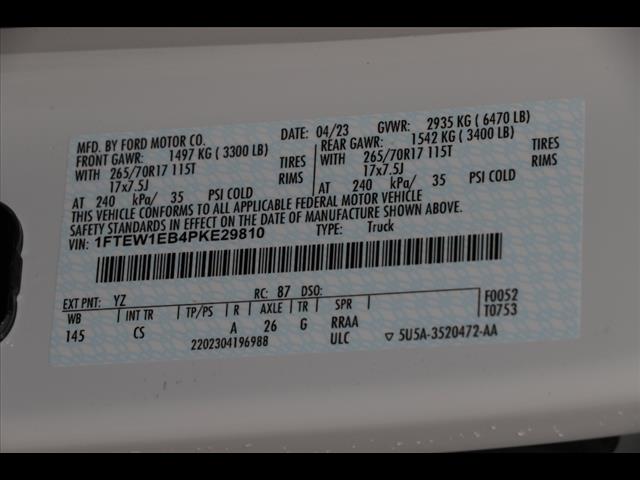 MFD. BY FORD MOTOR CO. DATE: 04/23 GVWR: 2935 KG ( 6470 LB)
FRONT GAWR: 1497 KG ( 3300 LB) REAR GAWR: 1542 KG ( 3400 LB)
WITH 265/70R17 115T TIRES WITH 265/70R17 115T TIRES
17x7.5J RIMS 17x7.5J RIMS
AT 240 kPa/ 35 PSI COLD AT 240 kPa/ 35 PSI COLD
THIS VEHICLE CONFORMS TO ALL APPLICABLE FEDERAL MOTOR VEHICLE
SAFETY STANDARDS IN EFFECT ON THE DATE OF MANUFACTURE SHOWN ABOVE.
VIN: 1FTEW1EB4PKE29810 TYPE: Truck
EXT PNT: YZ RC: 87 DSO: F0052
WB INT TR TP/PS R AXLE TR SPR T0753
145 CS A 26 G RRAA
2202304196988 ULC ▽ 5U5A-3520472-AA